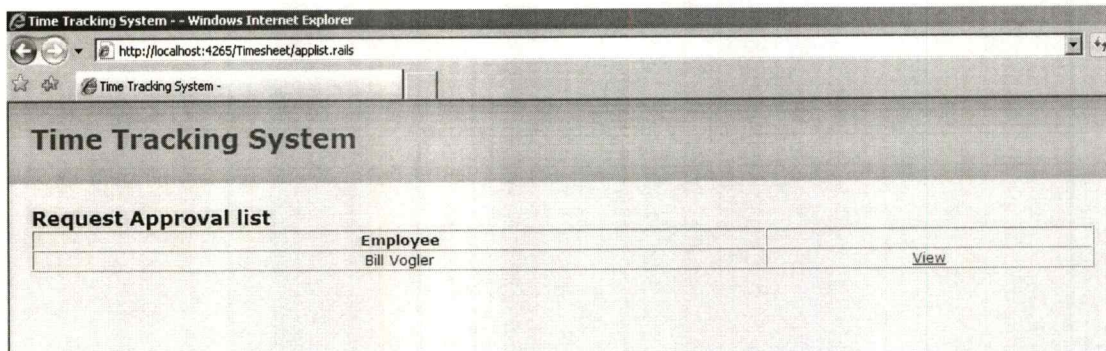 Time Tracking System - - Windows Internet Explorer
http://localhost:4265/Timesheet/applist.rails
Time Tracking System -
Time Tracking System
Request Approval list
Employee
Bill Vogler View